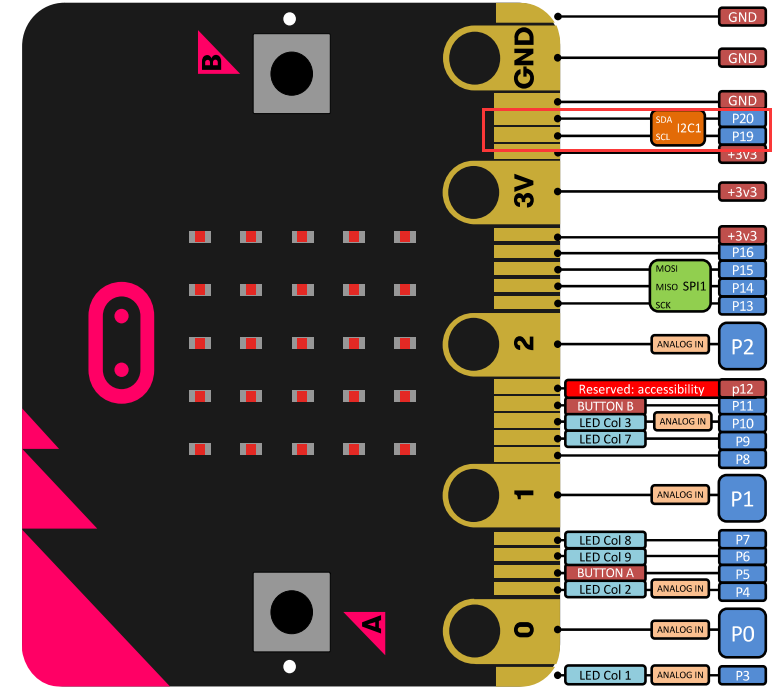 GND
B
GND
GND
GND
SDA I2C1 P20
SCL P19
+3v3
3V
+3v3
+3v3
P16
MOSI P15
MISO SPI1 P14
SCK P13
2 ANALOG IN P2
Reserved: accessibility p12
BUTTON B P11
LED Col 3 ANALOG IN P10
LED Col 7 P9
P8
1 ANALOG IN P1
LED Col 8 P7
LED Col 9 P6
BUTTON A P5
LED Col 2 ANALOG IN P4
A
0 ANALOG IN P0
LED Col 1 ANALOG IN P3